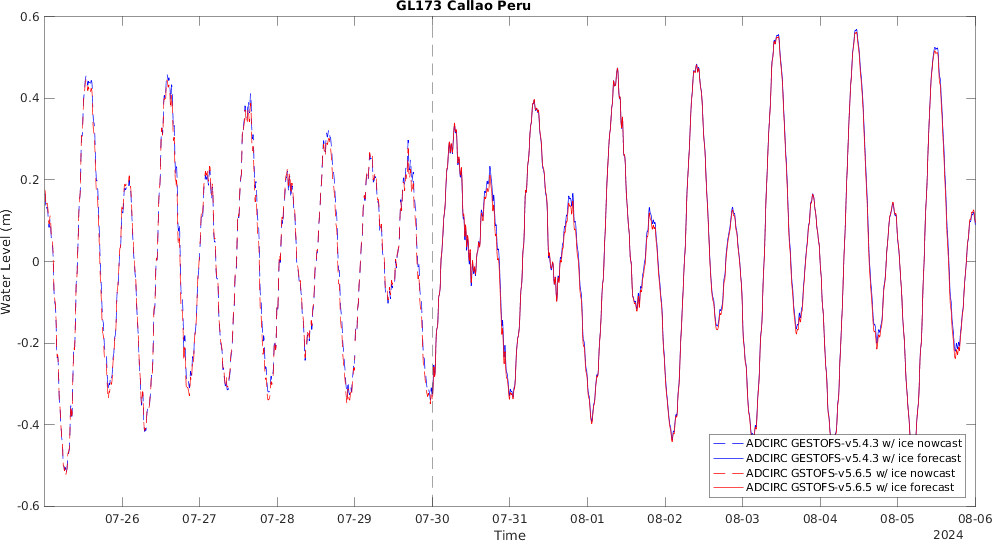 GL173 Callao Peru
0.6
0.4
0.2
0
-0.2
-0.4
-0.6
Water Level (m)
ADCIRC GESTOFS-v5.4.3 w/ ice nowcast
ADCIRC GESTOFS-v5.4.3 w/ ice forecast
ADCIRC GSTOFS-v5.6.5 w/ ice nowcast
ADCIRC GSTOFS-v5.6.5 w/ ice forecast
07-26 07-27 07-28 07-29 07-30 07-31 08-01 08-02 08-03 08-04 08-05 08-06
Time
2024